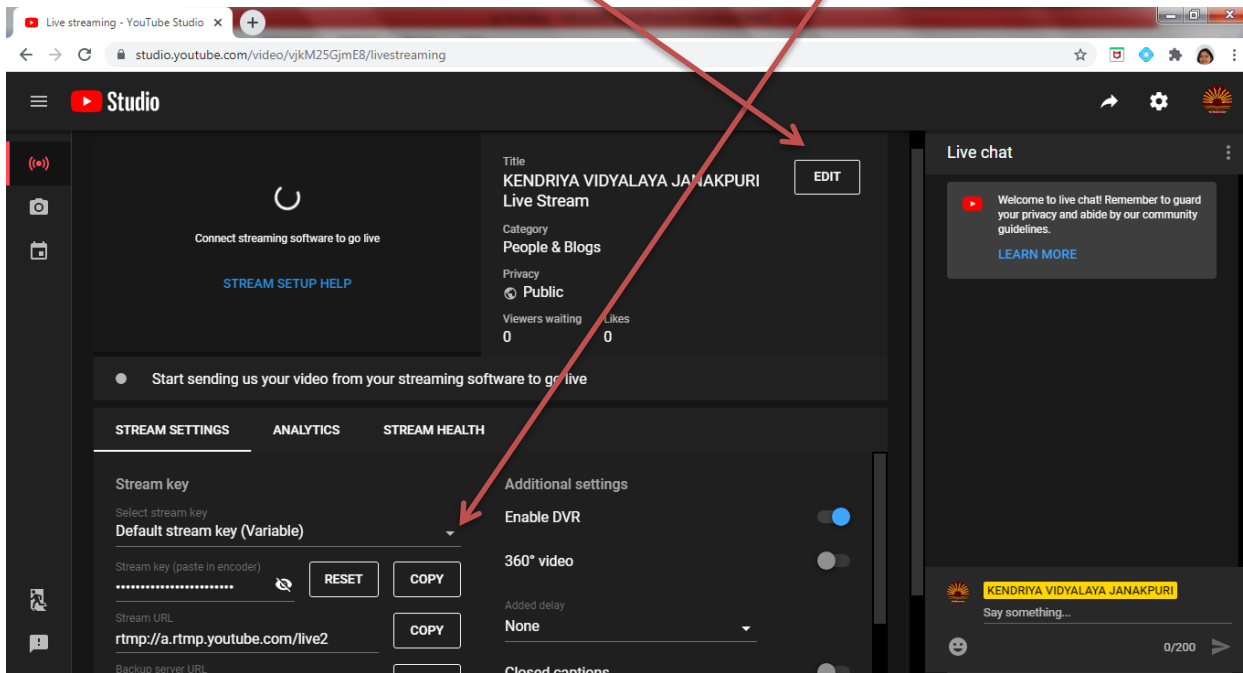 Live streaming - YouTube Studio
studio.youtube.com/video/vjkM25GjmE8/livestreaming
Studio
Connect streaming software to go live
STREAM SETUP HELP
Title
KENDRIYA VIDYALAYA JANAKPURI
Live Stream
EDIT
Category
People & Blogs
Privacy
Public
Viewers waiting Likes
0 0
Start sending us your video from your streaming software to go live
STREAM SETTINGS ANALYTICS STREAM HEALTH
Stream key
Select stream key
Default stream key (Variable)
Stream key (paste in encoder)
RESET COPY
Stream URL
rtmp://a.rtmp.youtube.com/live2
COPY
Backup server URL
Additional settings
Enable DVR
360° video
Added delay
None
Closed captions
Live chat
Welcome to live chat! Remember to guard
your privacy and abide by our community
guidelines.
LEARN MORE
KENDRIYA VIDYALAYA JANAKPURI
Say something...
0/200